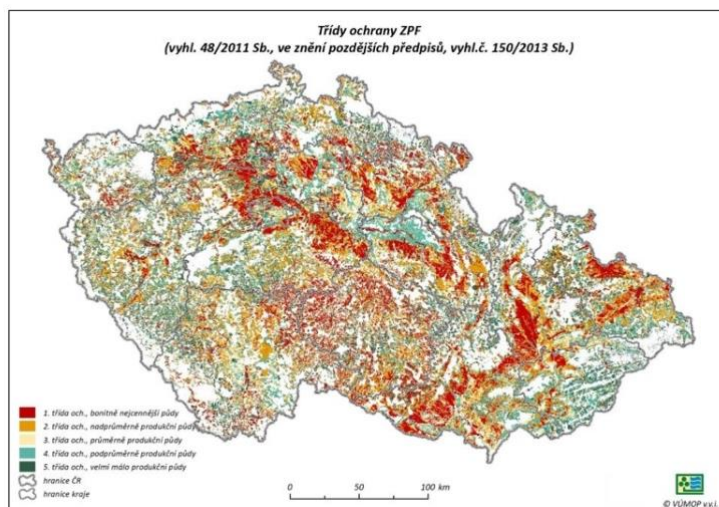 Třídy ochrany ZPF
(vyhl. 48/2011 Sb., ve znění pozdějších předpisů, vyhl.č. 150/2013 Sb.)
1. třída och., bonitně nejcennější půdy
2. třída och., nadprůměrně produkční půdy
3. třída och., průměrně produkční půdy
4. třída och., podprůměrně produkční půdy
5. třída och., velmi málo produkční půdy
hranice ČR
hranice kraje
0 50 100 km
© VÚMOP v.v.i.